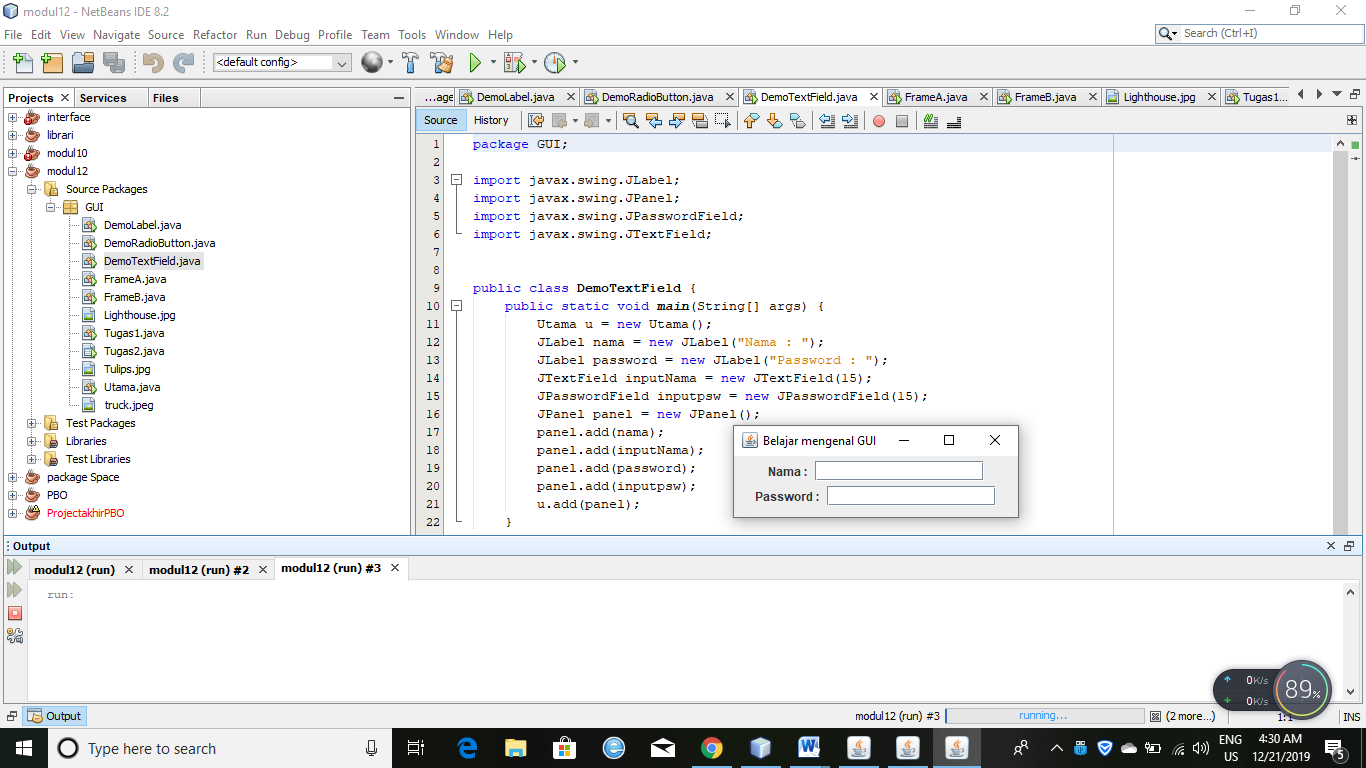 modul12 - NetBeans IDE 8.2
File Edit View Navigate Source Refactor Run Debug Profile Team Tools Window Help
Search (Ctrl+I)
<default config>
Projects Services Files
interface
librari
modul10
modul12
Source Packages
GUI
DemoLabel.java
DemoRadioButton.java
DemoTextField.java
FrameA.java
FrameB.java
Lighthouse.jpg
Tugas1.java
Tugas2.java
Tulips.jpg
Utama.java
truck.jpeg
Test Packages
Libraries
Test Libraries
package Space
PBO
ProjectakhirPBO
...age DemoLabel.java DemoRadioButton.java DemoTextField.java FrameA.java FrameB.java Lighthouse.jpg Tugas1...
Source History
1 package GUI;
2
3 import javax.swing.JLabel;
4 import javax.swing.JPanel;
5 import javax.swing.JPasswordField;
6 import javax.swing.JTextField;
7
8
9 public class DemoTextField {
10 public static void main(String[] args) {
11 Utama u = new Utama();
12 JLabel nama = new JLabel("Nama : ");
13 JLabel password = new JLabel("Password : ");
14 JTextField inputNama = new JTextField(15);
15 JPasswordField inputpsw = new JPasswordField(15);
16 JPanel panel = new JPanel();
17 panel.add(nama);
18 panel.add(inputNama);
19 panel.add(password);
20 panel.add(inputpsw);
21 u.add(panel);
22 }
Belajar mengenal GUI
Nama :
Password :
Output
modul12 (run) modul12 (run) #2 modul12 (run) #3
run:
0K/s
0K/s
89%
Output
modul12 (run) #3 running... (2 more...) 1:1 INS
Type here to search
ENG
US
4:30 AM
12/21/2019
5